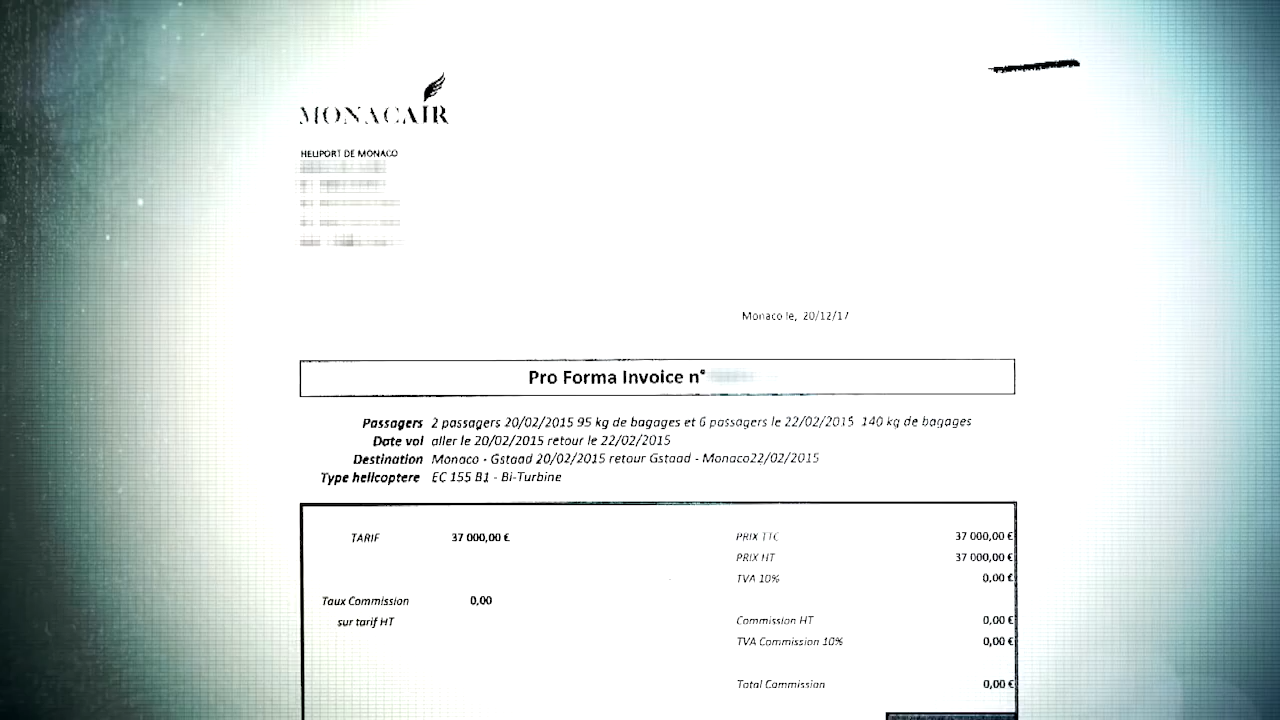 MONACAIR
HELIPORT DE MONACO
Monaco le, 20/12/17
Pro Forma Invoice n°
Passagers 2 passagers 20/02/2015 95 kg de bagages et 6 passagers le 22/02/2015 140 kg de bagages
Date vol aller le 20/02/2015 retour le 22/02/2015
Destination Monaco - Gstaad 20/02/2015 retour Gstaad - Monaco22/02/2015
Type helicoptere EC 155 B1 - Bi-Turbine
TARIF 37 000,00 € PRIX TTC 37 000,00 €
PRIX HT 37 000,00 €
TVA 10% 0,00 €
Taux Commission 0,00
sur tarif HT Commission HT 0,00 €
TVA Commission 10% 0,00 €
Total Commission 0,00 €